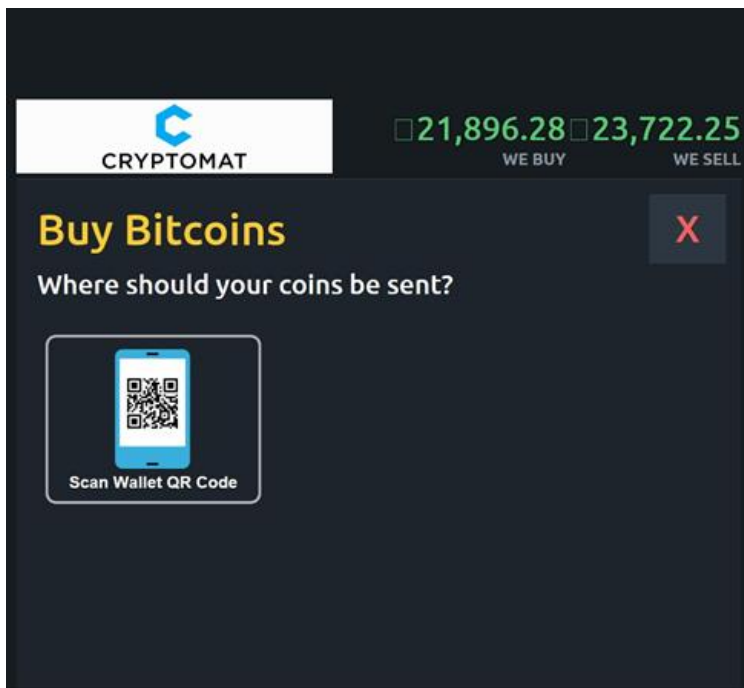 CRYPTOMAT
21,896.28 23,722.25
WE BUY WE SELL
Buy Bitcoins
X
Where should your coins be sent?
Scan Wallet QR Code